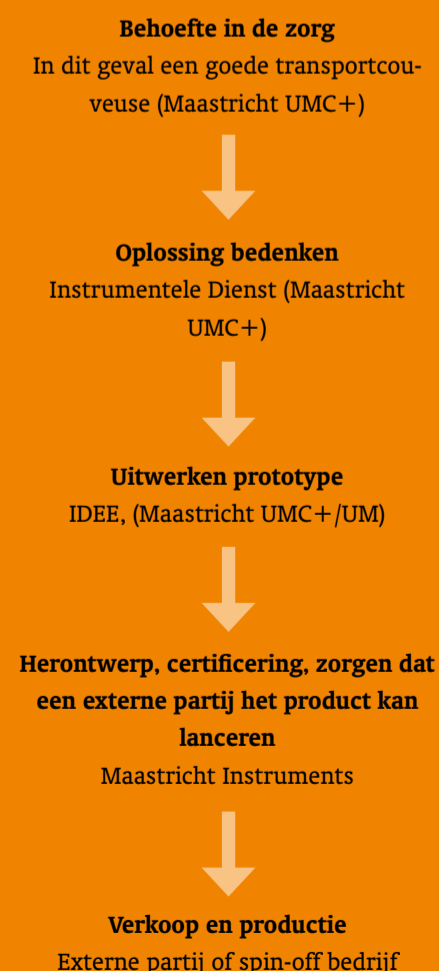 Behoefte in de zorg
In dit geval een goede transportcou-
veuse (Maastricht UMC+)
Oplossing bedenken
Instrumentele Dienst (Maastricht
UMC+)
Uitwerken prototype
IDEE, (Maastricht UMC+/UM)
Herontwerp, certificering, zorgen dat
een externe partij het product kan
lanceren
Maastricht Instruments
Verkoop en productie
Externe partij of spin-off bedrijf